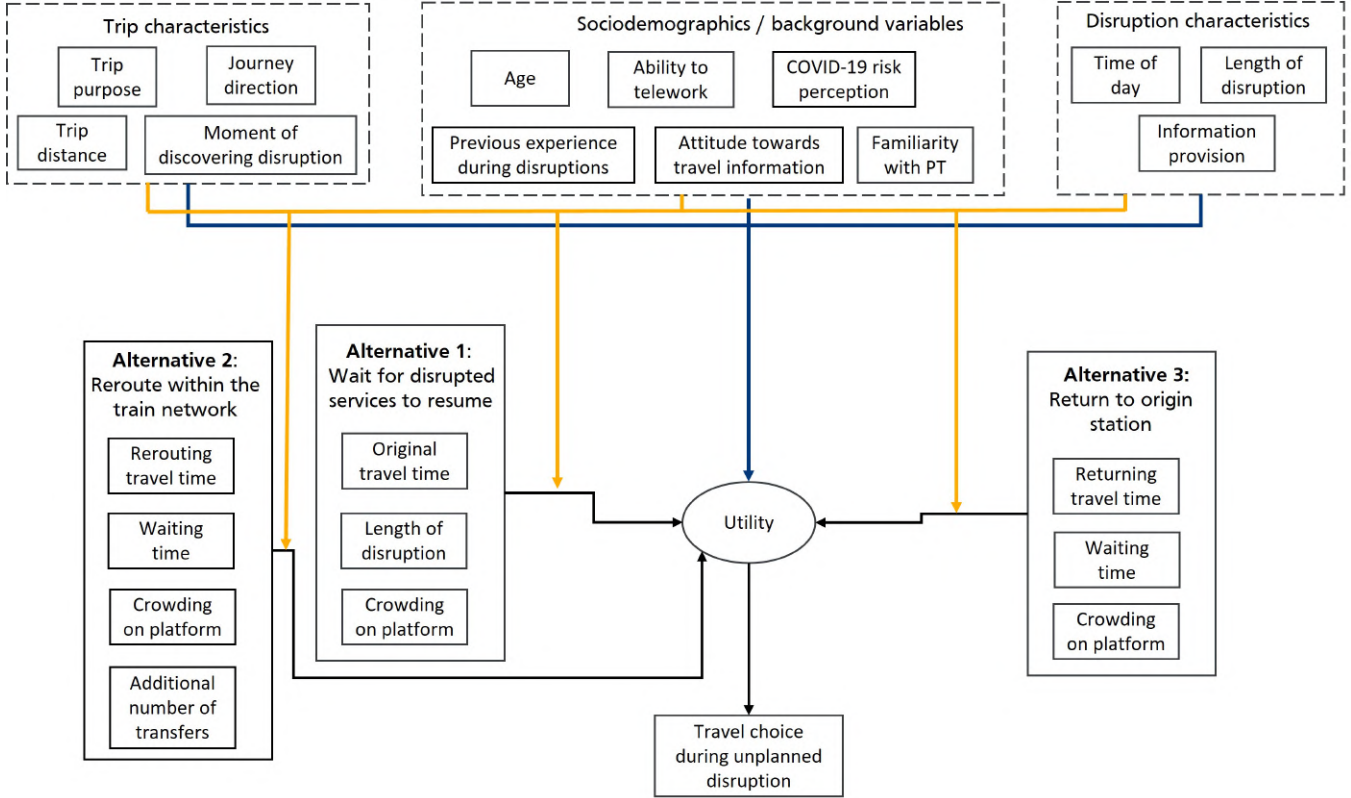 Trip characteristics
Trip
purpose
Journey
direction
Trip
distance
Moment of
discovering disruption
Sociodemographics / background variables
Age
Ability to
telework
COVID-19 risk
perception
Previous experience
during disruptions
Attitude towards
travel information
Familiarity
with PT
Disruption characteristics
Time of
day
Length of
disruption
Information
provision
Alternative 2:
Reroute within the
train network
Rerouting
travel time
Waiting
time
Crowding
on platform
Additional
number of
transfers
Alternative 1:
Wait for disrupted
services to resume
Original
travel time
Length of
disruption
Crowding
on platform
Utility
Travel choice
during unplanned
disruption
Alternative 3:
Return to origin
station
Returning
travel time
Waiting
time
Crowding
on platform